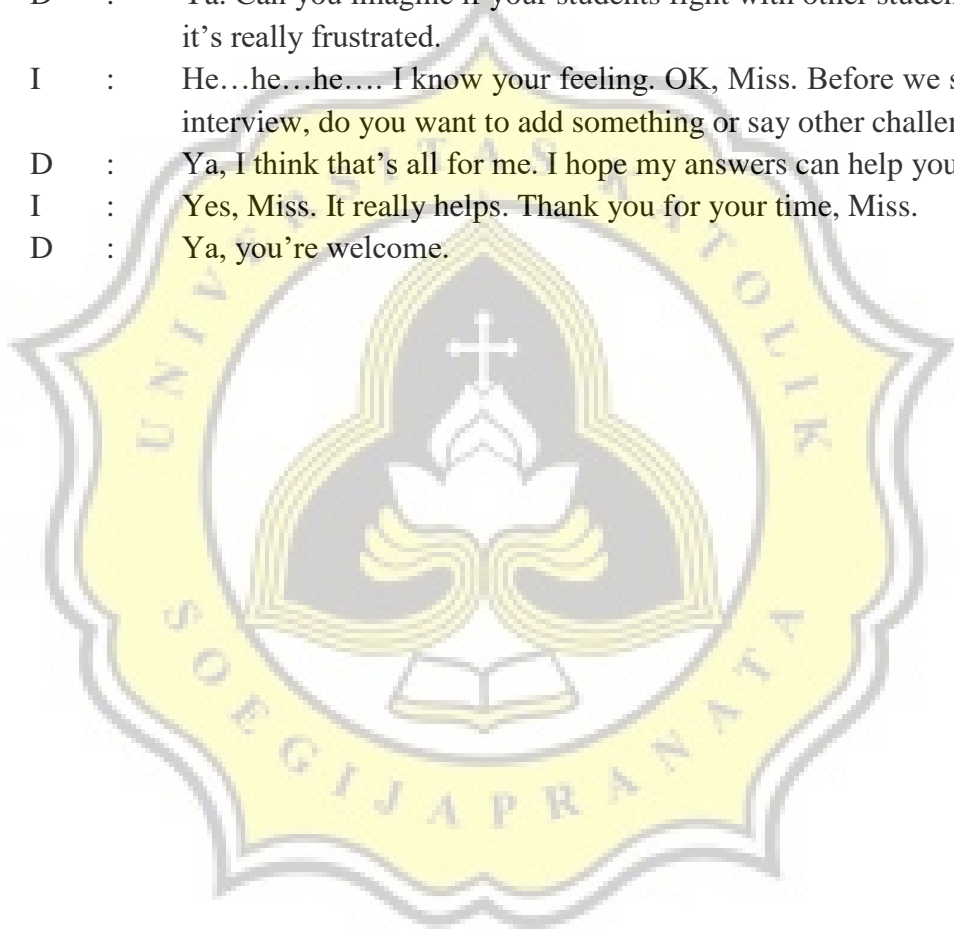 D : Ya. Can you imagine if your students fight with other
it's really frustrated.
I : He…he…he…. I know your feeling. OK, Miss. Before we
interview, do you want to add something or say other
D : Ya, I think that's all for me. I hope my answers can help you
I : Yes, Miss. It really helps. Thank you for your time, Miss.
D : Ya, you're welcome.
UNIVERSITAS KATOLIK
SOEGIJAPRANATA